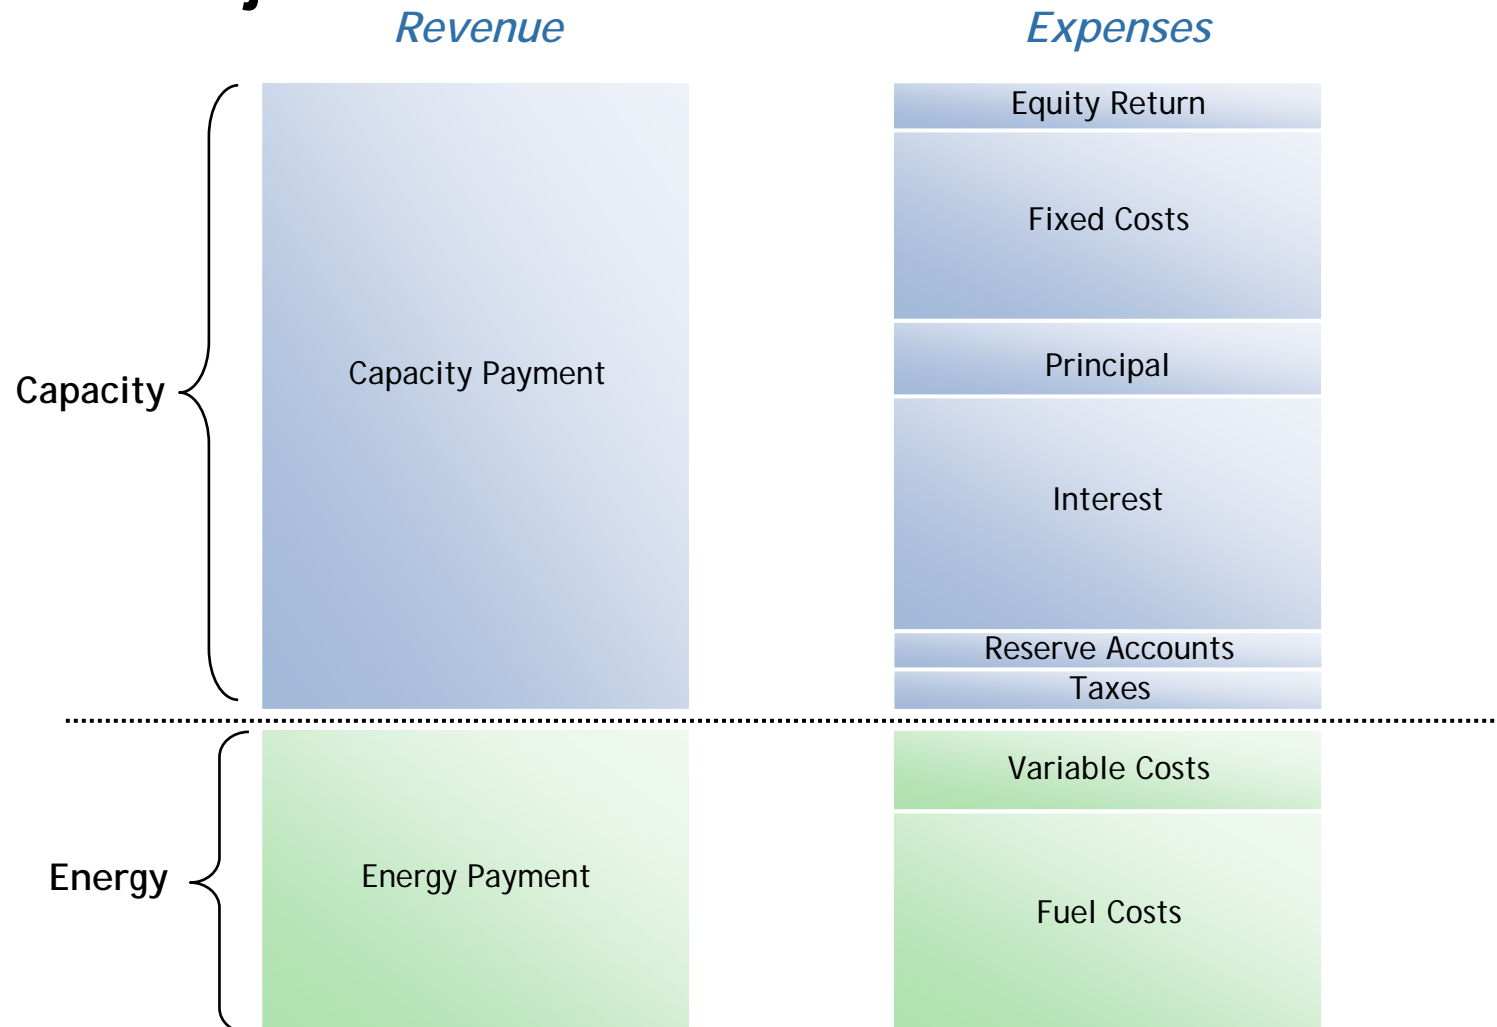 Revenue
Expenses
Equity Return
Fixed Costs
Principal
Capacity Payment
Capacity
Interest
Reserve Accounts
Taxes
Variable Costs
Energy Payment
Energy
Fuel Costs